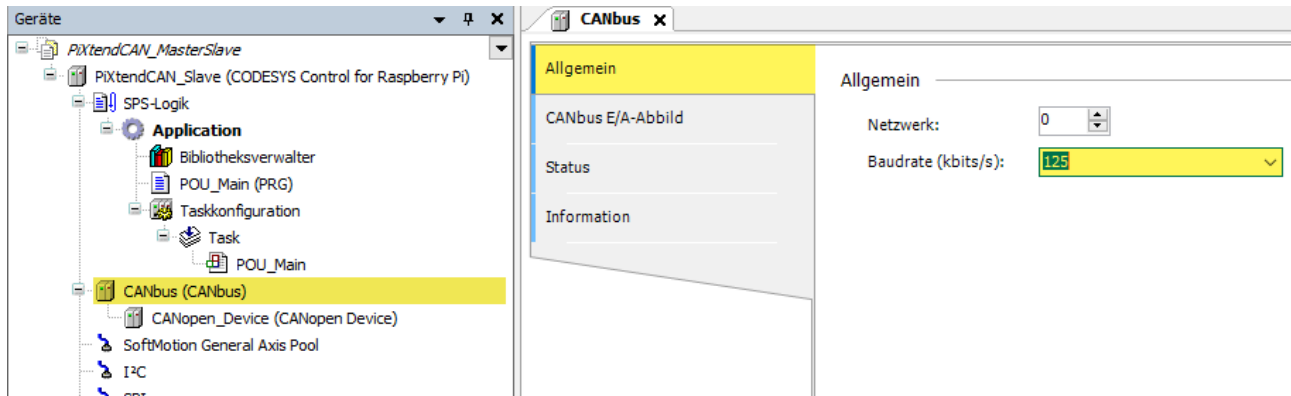 Geräte
PiXtendCAN_MasterSlave
PiXtendCAN_Slave (CODESYS Control for Raspberry Pi)
SPS-Logik
Application
Bibliotheksverwalter
POU_Main (PRG)
Taskkonfiguration
Task
POU_Main
CANbus (CANbus)
CANopen_Device (CANopen Device)
SoftMotion General Axis Pool
I²C
CANbus
Allgemein
CANbus E/A-Abbild
Status
Information
Allgemein
Netzwerk: 0
Baudrate (kbits/s): 125